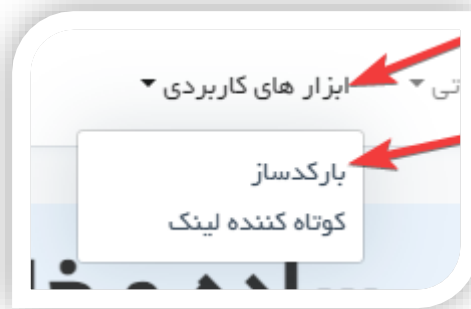 ابزار های کاربردی
بارکدساز
کوتاه کننده لینک